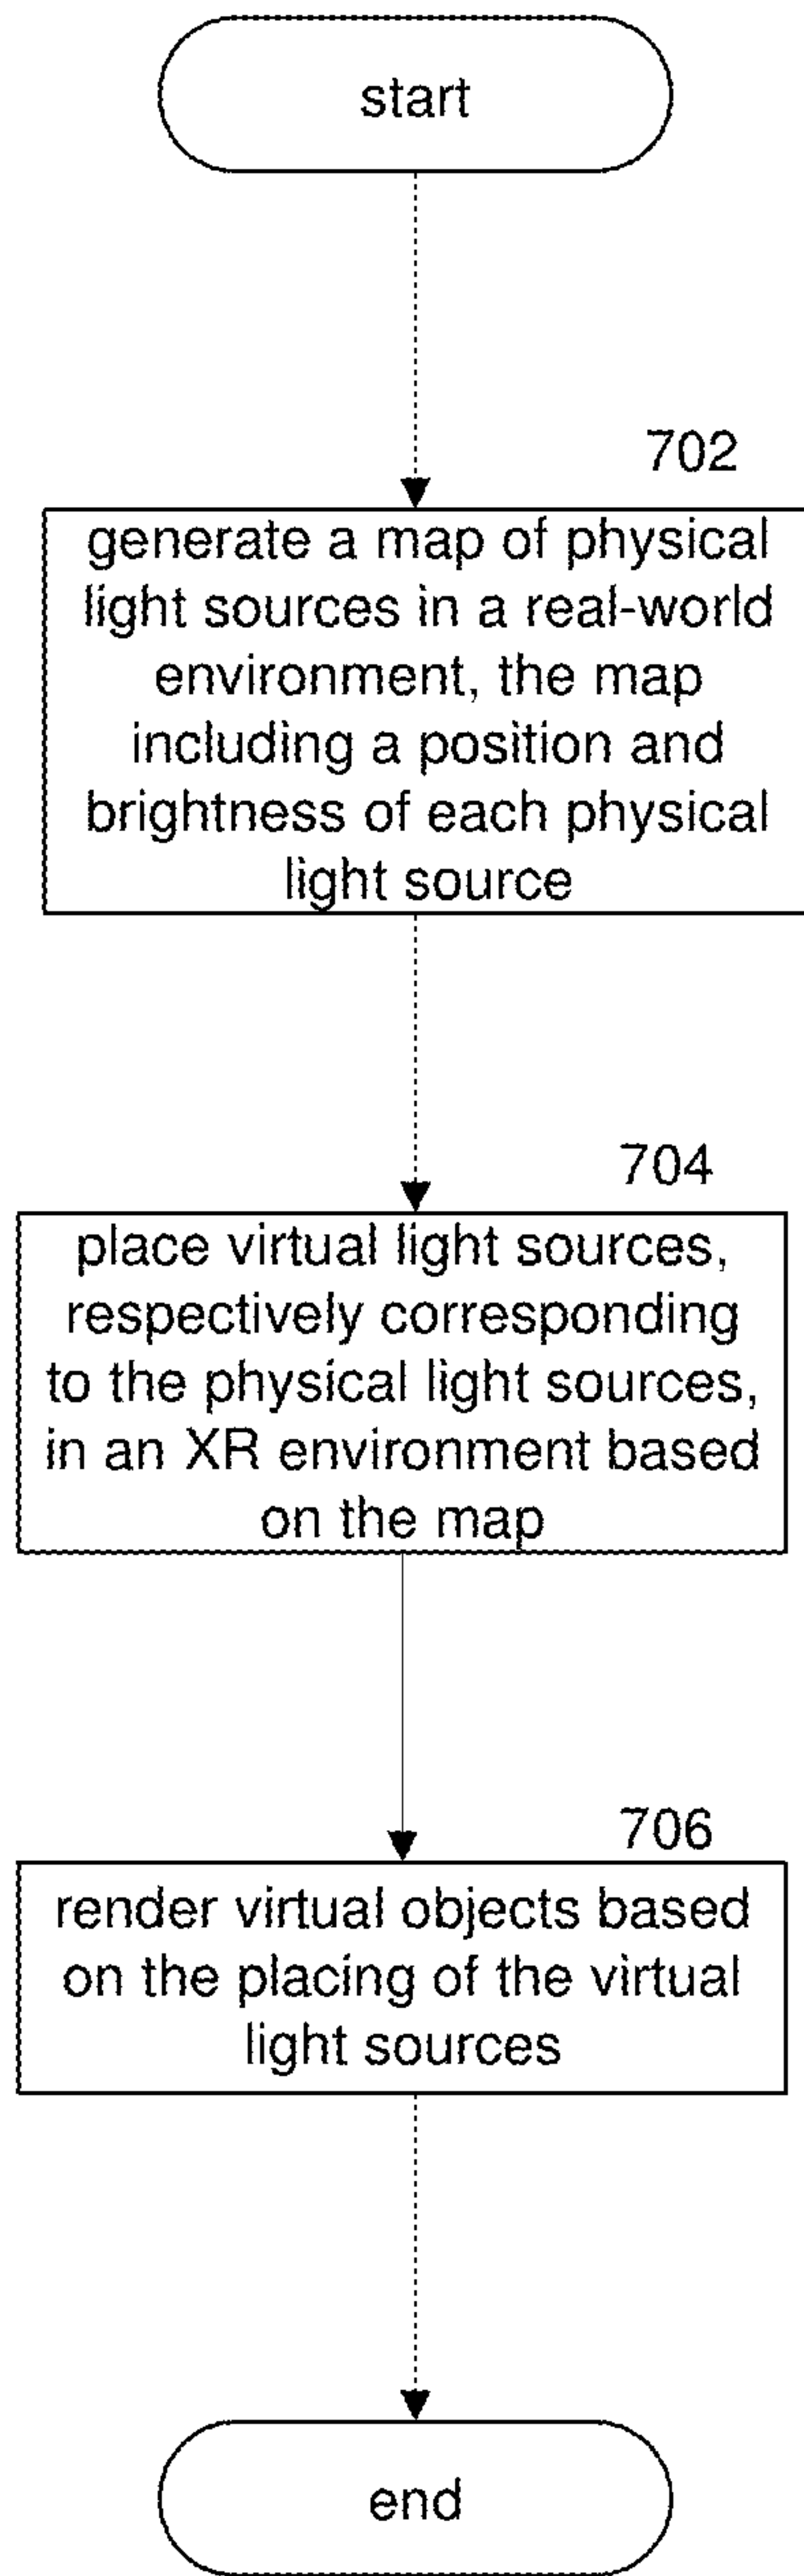 start
702
generate a map of physical
light sources in a real-world
environment, the map
including a position and
brightness of each physical
light source
704
place virtual light sources,
respectively corresponding
to the physical light sources,
in an XR environment based
on the map
706
render virtual objects based
on the placing of the virtual
light sources
end